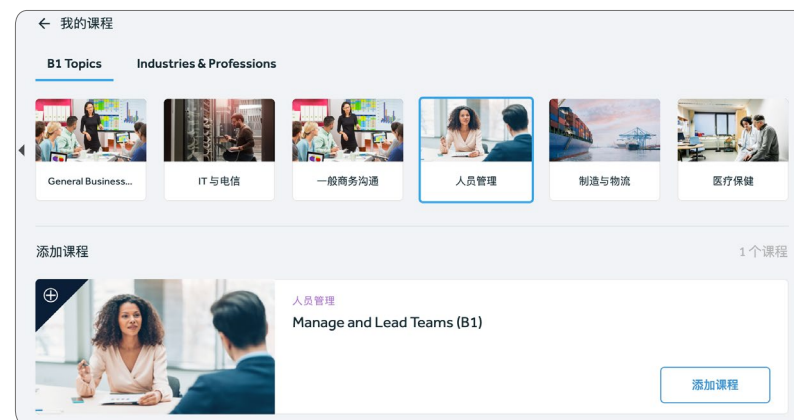 ← 我的课程
B1 Topics Industries & Professions
General Business... IT 与电信 一般商务沟通 人员管理 制造与物流 医疗保健
添加课程 1 个课程
人员管理
Manage and Lead Teams (B1)
添加课程